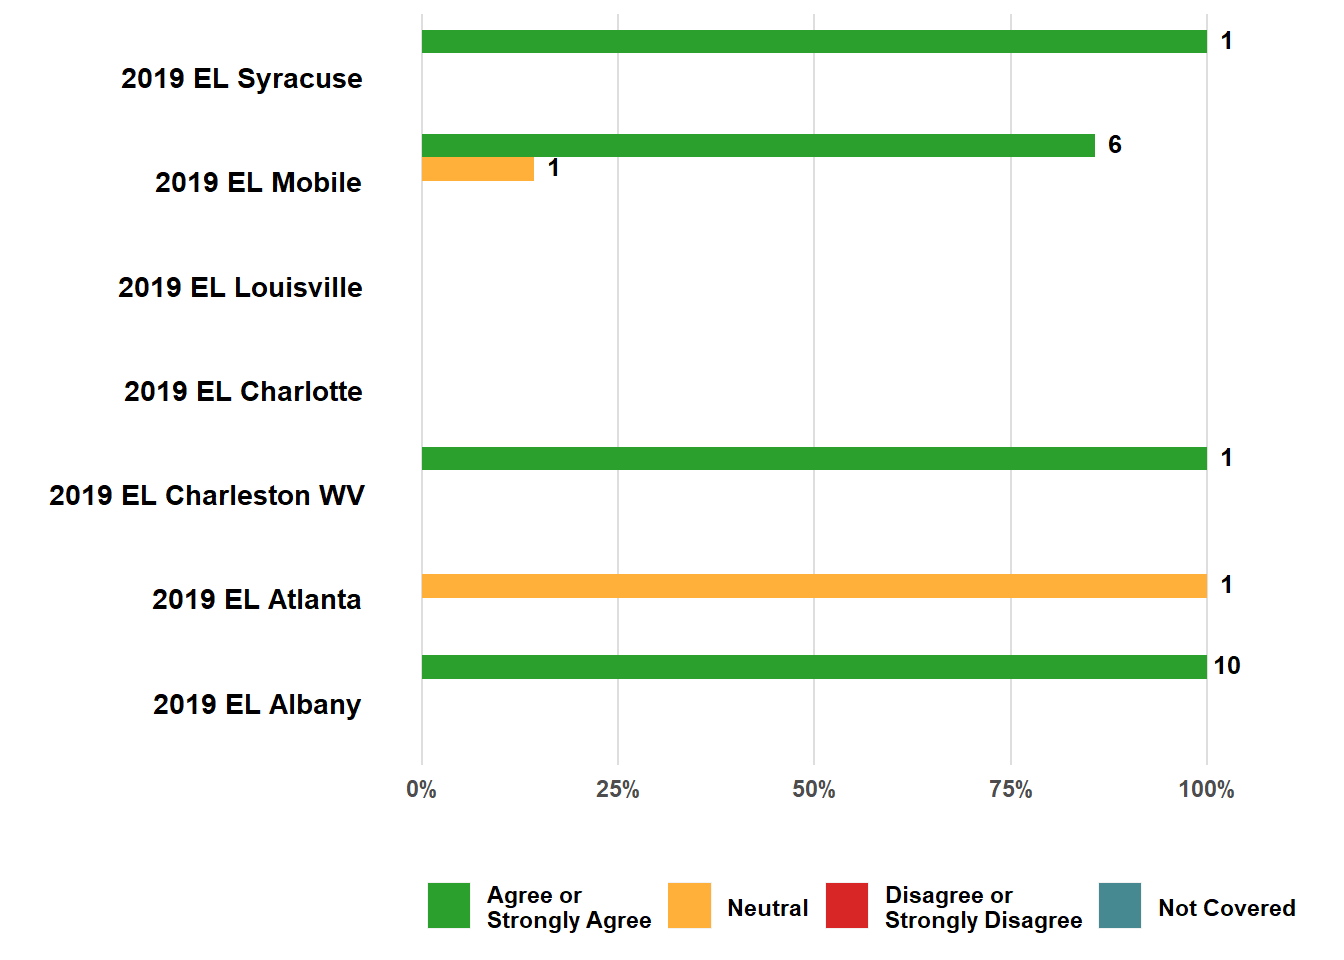 1
2019 EL Syracuse
6
1
2019 EL Mobile
2019 EL Louisville
2019 EL Charlotte
1
2019 EL Charleston WV
1
2019 EL Atlanta
10
2019 EL Albany
0% 25% 50% 75% 100%
Agree or
Strongly Agree
Neutral
Disagree or
Strongly Disagree
Not Covered